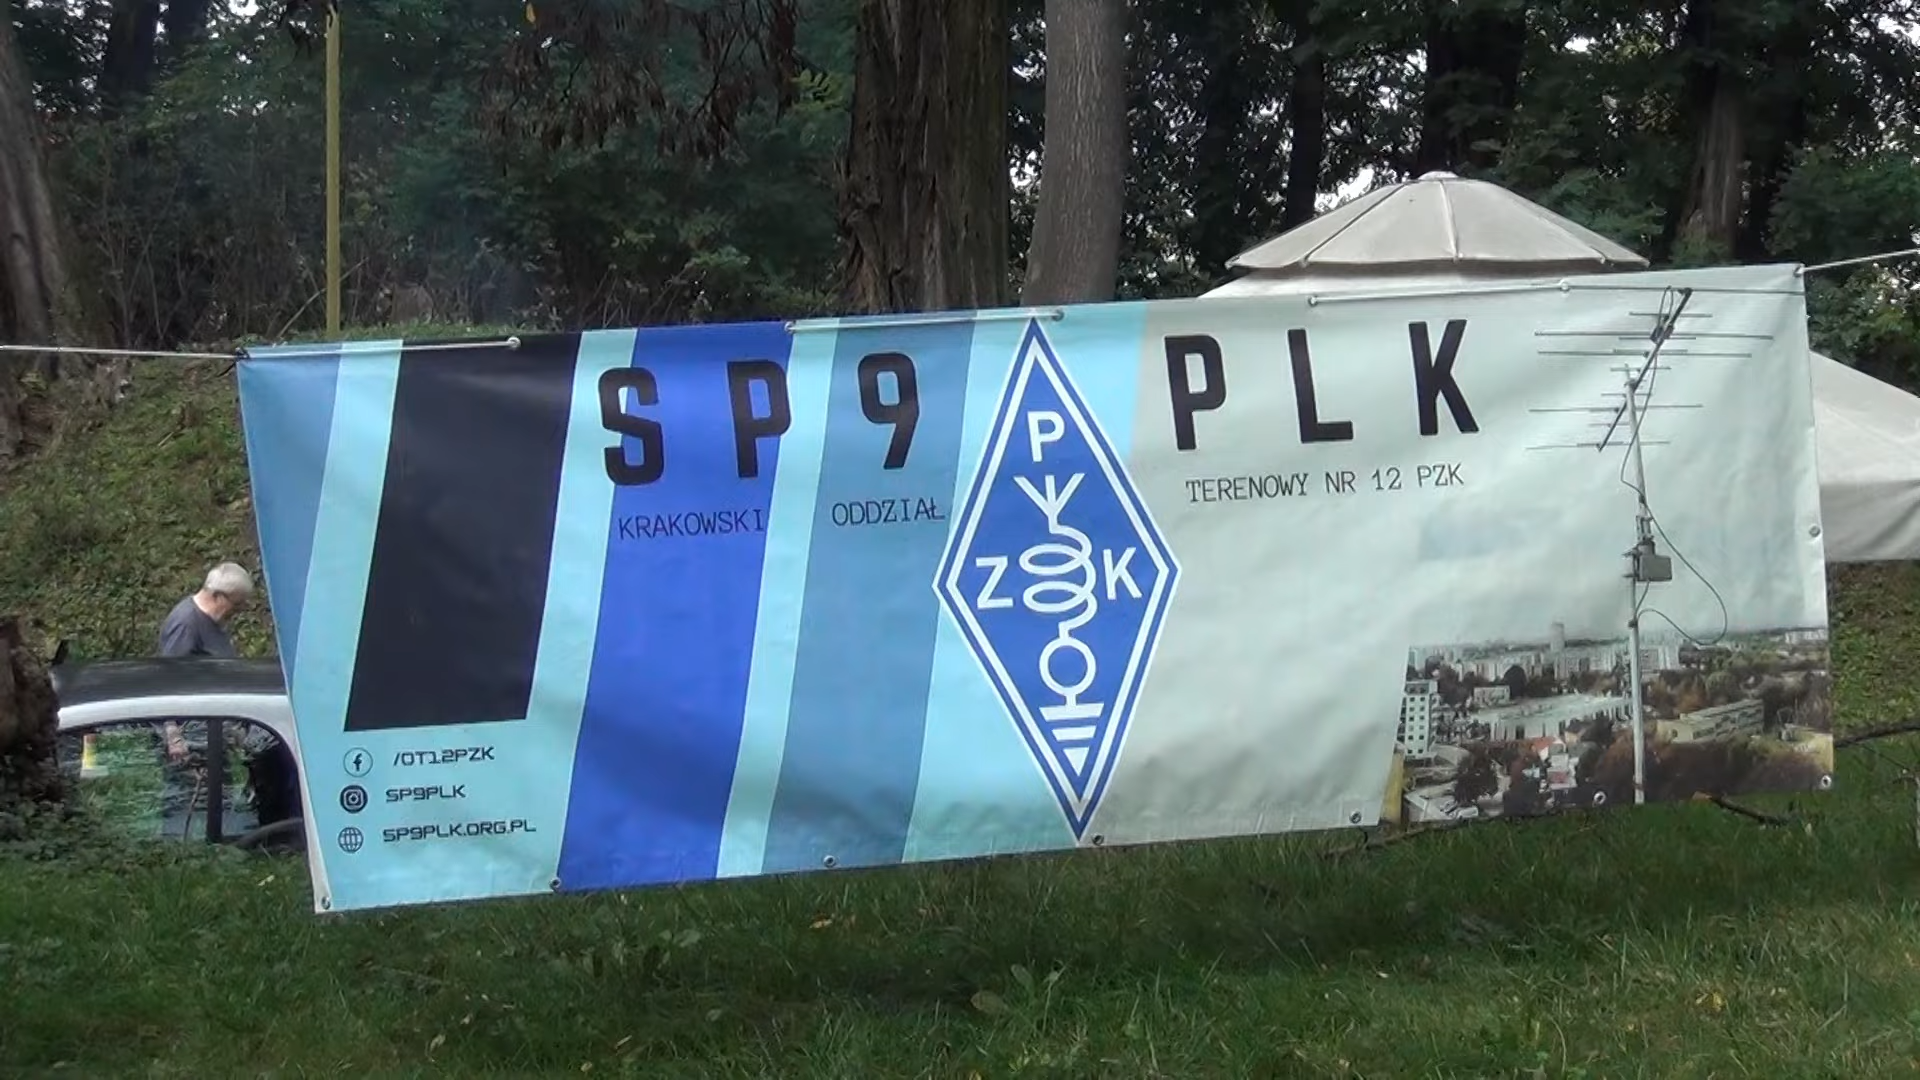 SP9 PLK
KRAKOWSKI ODDZIAŁ TERENOWY NR 12 PZK
P
Z K
/OT12PZK
SP9PLK
SP9PLK.ORG.PL